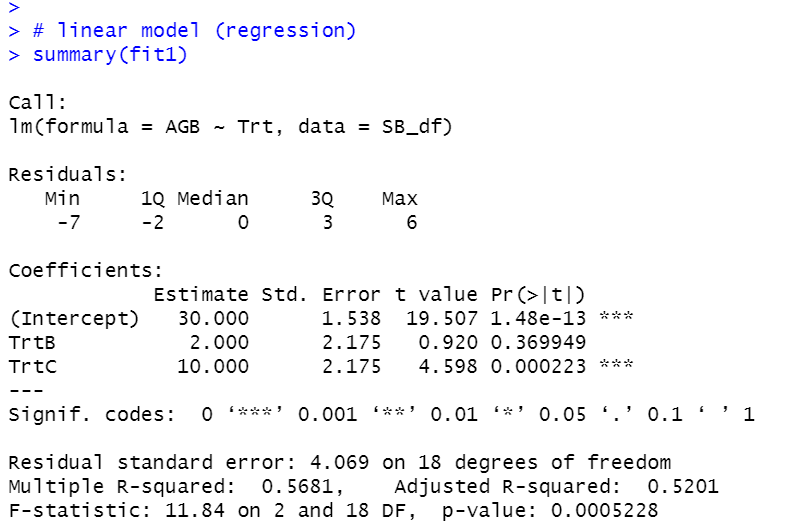 >
> # linear model (regression)
> summary(fit1)
Call:
lm(formula = AGB ~ Trt, data = SB_df)
Residuals:
   Min     1Q Median     3Q    Max
    -7     -2      0      3      6
Coefficients:
            Estimate Std. Error t value Pr(>|t|)
(Intercept)   30.000      1.538  19.507 1.48e-13 ***
TrtB           2.000      2.175   0.920 0.369949
TrtC          10.000      2.175   4.598 0.000223 ***
---
Signif. codes:  0 ‘***’ 0.001 ‘**’ 0.01 ‘*’ 0.05 ‘.’ 0.1 ‘ ’ 1
Residual standard error: 4.069 on 18 degrees of freedom
Multiple R-squared:  0.5681,    Adjusted R-squared:  0.5201
F-statistic: 11.84 on 2 and 18 DF,  p-value: 0.0005228